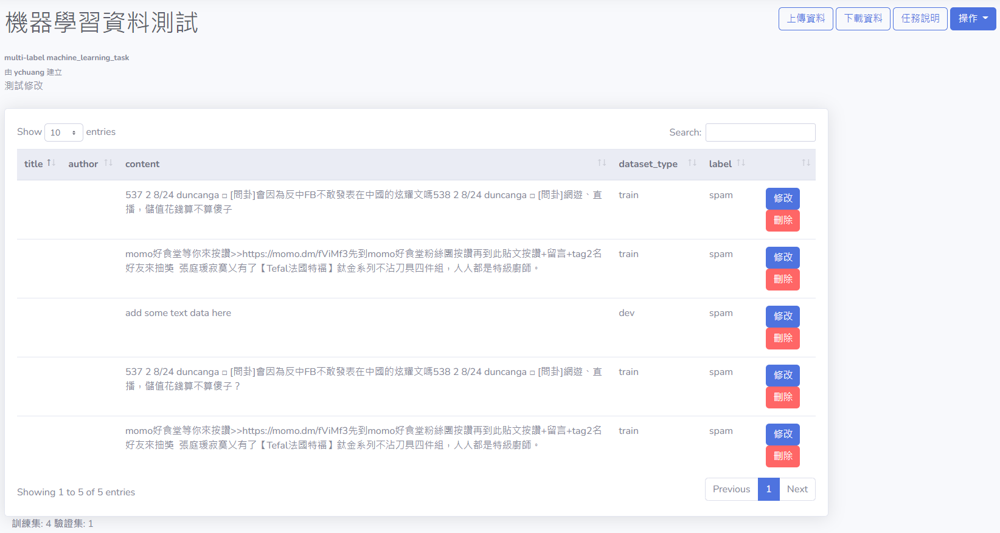 機器學習資料測試
上傳資料 下載資料 任務說明 操作
multi-label machine_learning_task
由 ychuang 建立
測試修改
Show 10 entries Search:
title author content dataset_type label
537 2 8/24 duncanga □ [問卦]會因為反中FB不敢發表在中國的炫耀文嗎538 2 8/24 duncanga □ [問卦]網遊、直 train spam 修改
播，儲值花錢算不算傻子
刪除
momo好食堂等你來按讚>>https://momo.dm/fViMf3先到momo好食堂粉絲團按讚再到此貼文按讚+留言+tag2名 train spam 修改
好友來抽獎 張庭瑗寂寞乂有了【Tefal法國特福】鈦金系列不沾刀具四件組，人人都是特級廚師。
刪除
add some text data here dev spam 修改
刪除
537 2 8/24 duncanga □ [問卦]會因為反中FB不敢發表在中國的炫耀文嗎538 2 8/24 duncanga □ [問卦]網遊、直 train spam 修改
播，儲值花錢算不算傻子？
刪除
momo好食堂等你來按讚>>https://momo.dm/fViMf3先到momo好食堂粉絲團按讚再到此貼文按讚+留言+tag2名 train spam 修改
好友來抽獎 張庭瑗寂寞乂有了【Tefal法國特福】鈦金系列不沾刀具四件組，人人都是特級廚師。
刪除
Showing 1 to 5 of 5 entries Previous 1 Next
訓練集: 4 驗證集: 1